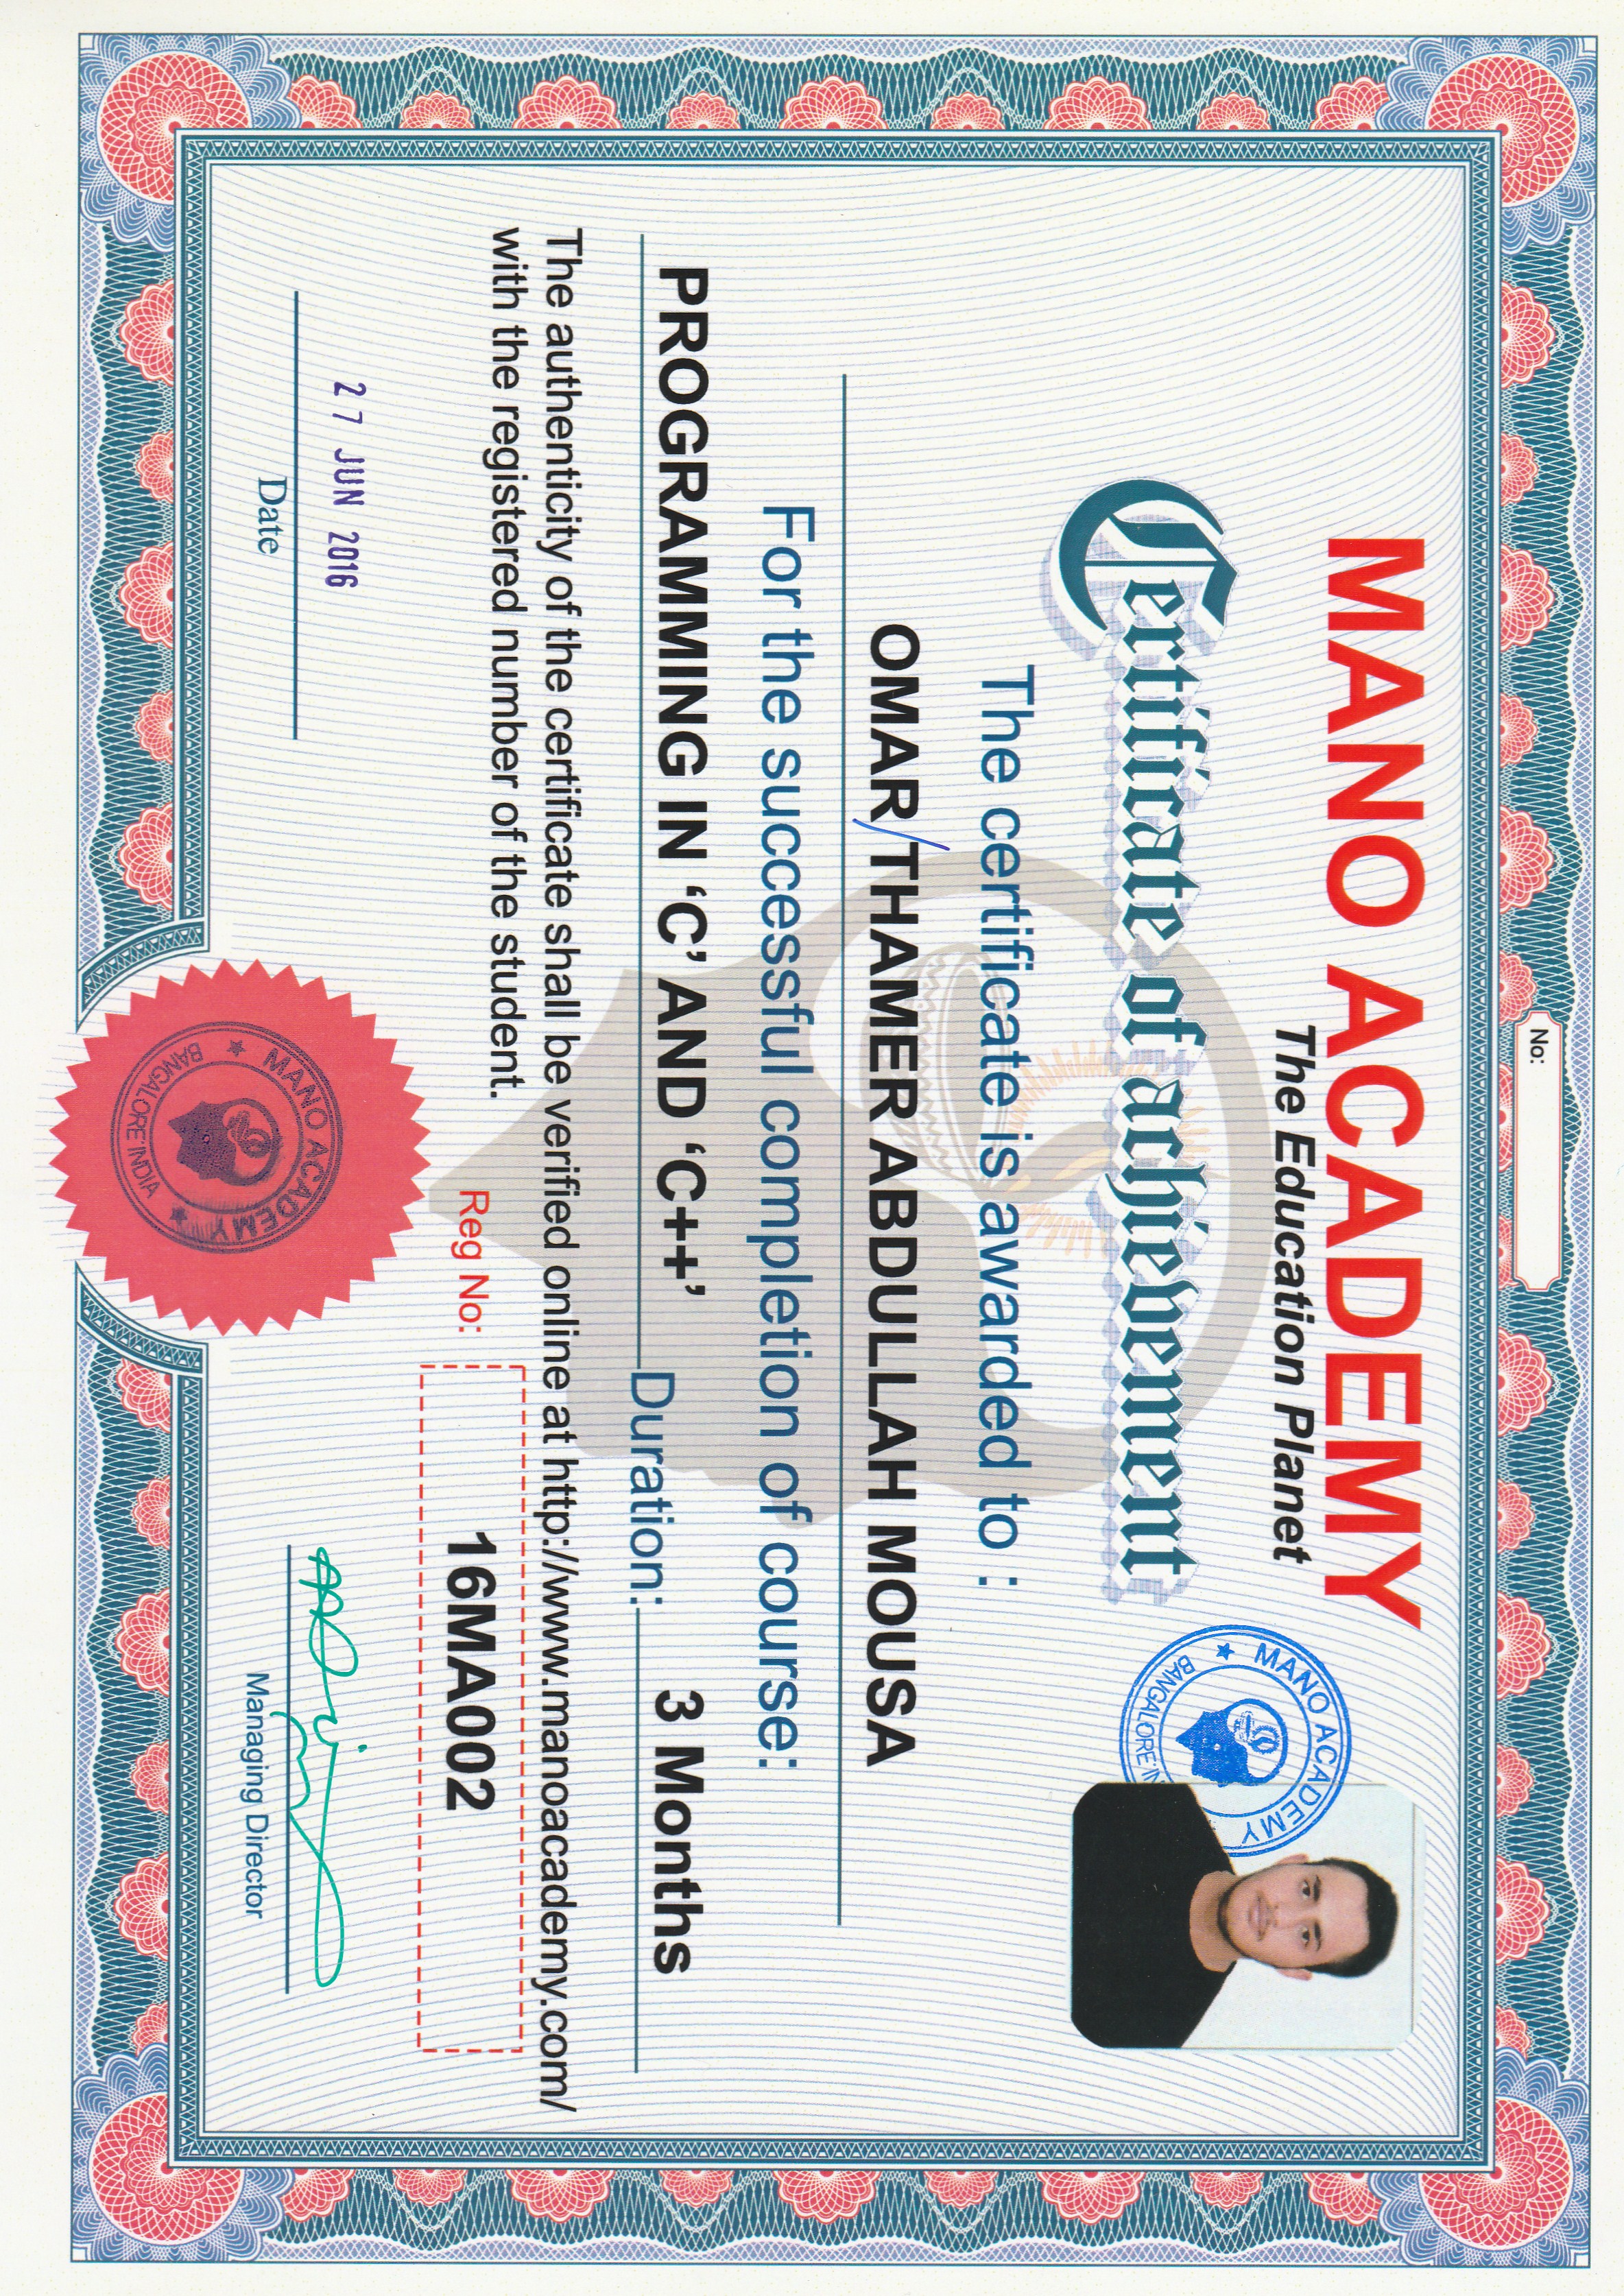 No:
MANO ACADEMY
The Education Planet
Certificate of achievement
MANO ACADEMY
BANGALORE:IN
The certificate is awarded to :
OMAR/THAMER ABDULLAH MOUSA
For the successful completion of course:
PROGRAMMING IN ‘C’ AND ‘C++’ Duration: 3 Months
The authenticity of the certificate shall be verified online at http://www.manoacademy.com/
with the registered number of the student.
Reg No: 16MA002
27 JUN 2016
Date
MANO ACADEMY
BANGALORE:INDIA
Managing Director